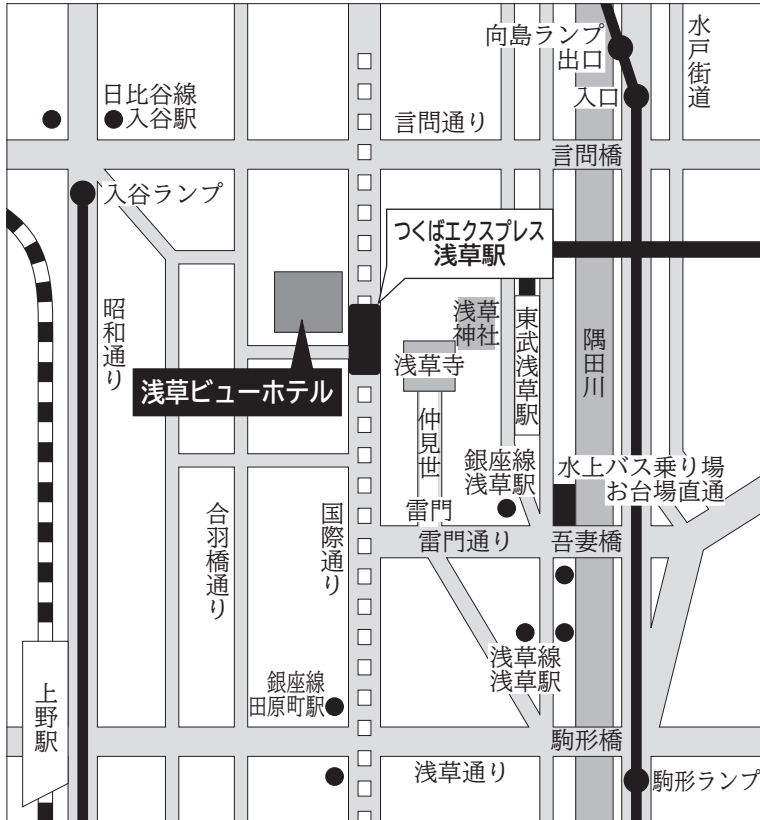 向島ランプ
出口
水戸街道
日比谷線
入谷駅
入口
言問通り
言問橋
入谷ランプ
つくばエクスプレス
浅草駅
昭和通り
浅草
神社
東武浅草駅
隅田川
浅草寺
浅草ビューホテル
仲見世
銀座線
浅草駅
水上バス乗り場
お台場直通
合羽橋通り
国際通り
雷門
雷門通り
吾妻橋
浅草線
浅草駅
上野駅
銀座線
田原町駅
駒形橋
浅草通り
駒形ランプ